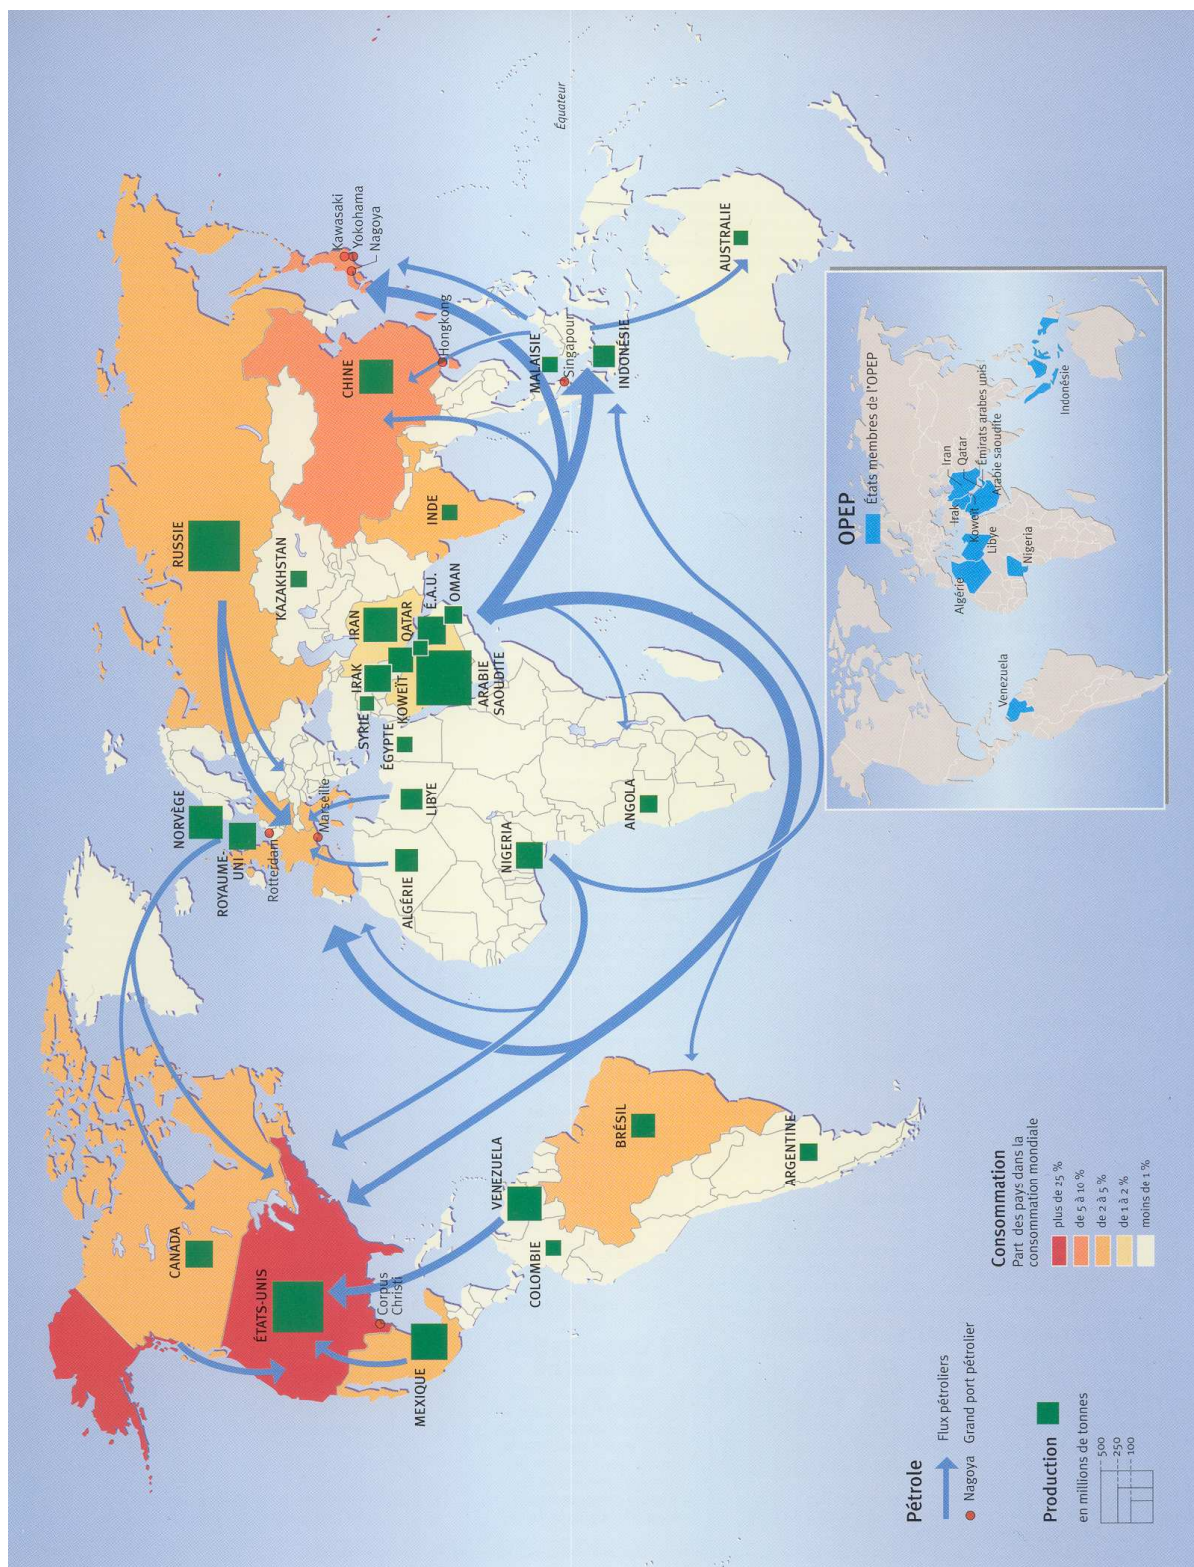 Équateur
Kawasaki
Yokohama
Nagoya
RUSSIE
CHINE
Hongkong
KAZAKHSTAN
INDE
MALAISIE
Singapour
INDONÉSIE
AUSTRALIE
IRAN
QATAR
É.A.U.
OMAN
IRAK
KOWEÏT
ARABIE
SAOUDITE
SYRIE
ÉGYPTE
LIBYE
ALGÉRIE
NIGERIA
ANGOLA
NORVÈGE
ROYAUME-
UNI
Rotterdam
Marseille
CANADA
ÉTATS-UNIS
Corpus
Christi
MEXIQUE
VENEZUELA
COLOMBIE
BRÉSIL
ARGENTINE
Pétrole
Flux pétroliers
Nagoya Grand port pétrolier
Production
en millions de tonnes
500
250
100
Consommation
Part des pays dans la
consommation mondiale
plus de 25 %
de 5 à 10 %
de 2 à 5 %
de 1 à 2 %
moins de 1 %
OPEP
États membres de l'OPEP
Iran
Qatar
Émirats arabes unis
Arabie saoudite
Irak
Koweït
Libye
Algérie
Nigeria
Venezuela
Indonésie